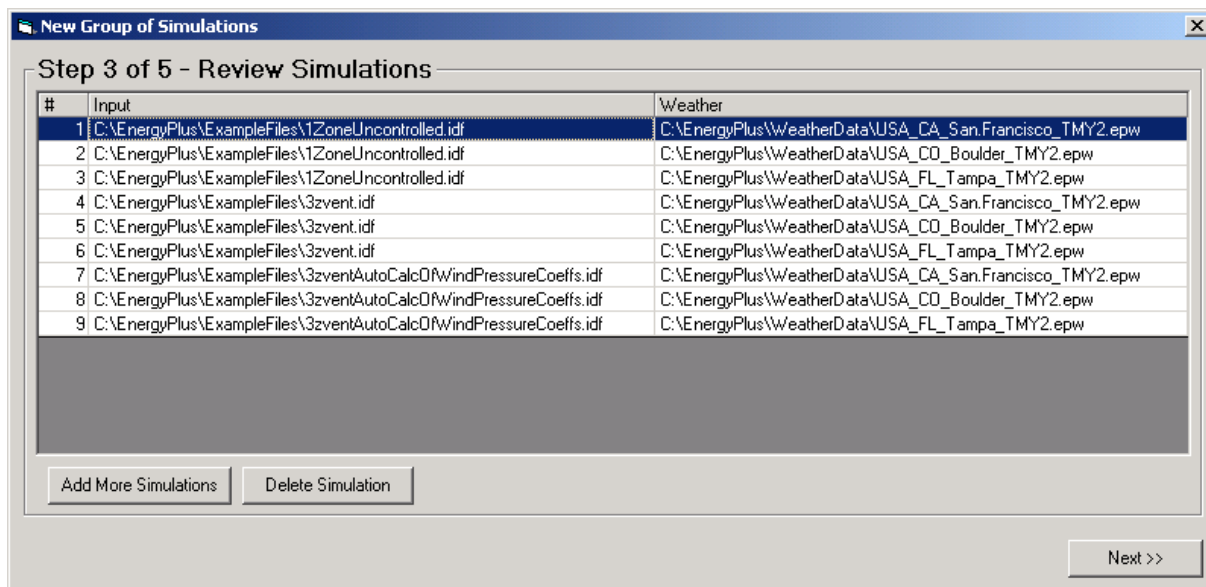 New Group of Simulations
Step 3 of 5 - Review Simulations
# Input Weather
1 C:\EnergyPlus\ExampleFiles\1ZoneUncontrolled.idf C:\EnergyPlus\WeatherData\USA_CA_San.Francisco_TMY2.epw
2 C:\EnergyPlus\ExampleFiles\1ZoneUncontrolled.idf C:\EnergyPlus\WeatherData\USA_CO_Boulder_TMY2.epw
3 C:\EnergyPlus\ExampleFiles\1ZoneUncontrolled.idf C:\EnergyPlus\WeatherData\USA_FL_Tampa_TMY2.epw
4 C:\EnergyPlus\ExampleFiles\3zvent.idf C:\EnergyPlus\WeatherData\USA_CA_San.Francisco_TMY2.epw
5 C:\EnergyPlus\ExampleFiles\3zvent.idf C:\EnergyPlus\WeatherData\USA_CO_Boulder_TMY2.epw
6 C:\EnergyPlus\ExampleFiles\3zvent.idf C:\EnergyPlus\WeatherData\USA_FL_Tampa_TMY2.epw
7 C:\EnergyPlus\ExampleFiles\3zventAutoCalcOfWindPressureCoeffs.idf C:\EnergyPlus\WeatherData\USA_CA_San.Francisco_TMY2.epw
8 C:\EnergyPlus\ExampleFiles\3zventAutoCalcOfWindPressureCoeffs.idf C:\EnergyPlus\WeatherData\USA_CO_Boulder_TMY2.epw
9 C:\EnergyPlus\ExampleFiles\3zventAutoCalcOfWindPressureCoeffs.idf C:\EnergyPlus\WeatherData\USA_FL_Tampa_TMY2.epw
Add More Simulations Delete Simulation
Next >>